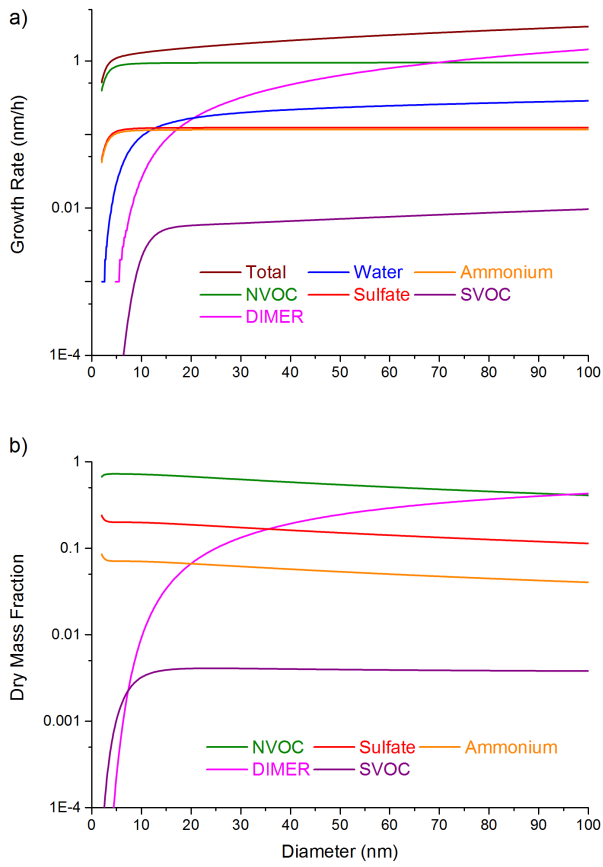 a)
Growth Rate (nm/h)
1
0.01
1E-4
Total Water Ammonium
NVOC Sulfate SVOC
DIMER
0 10 20 30 40 50 60 70 80 90 100
b)
Dry Mass Fraction
1
0.1
0.01
0.001
1E-4
NVOC Sulfate Ammonium
DIMER SVOC
0 10 20 30 40 50 60 70 80 90 100
Diameter (nm)